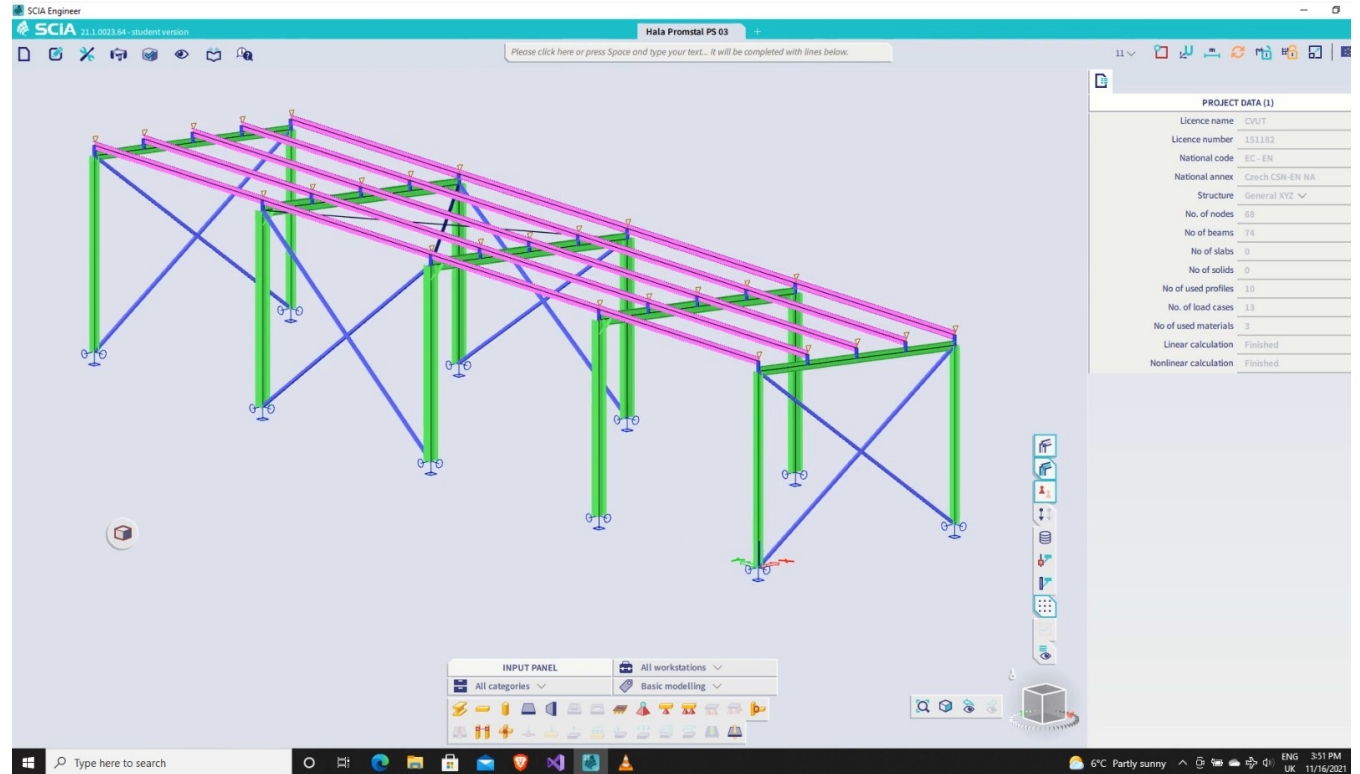 SCIA Engineer
SCiA 21.1.0023.64 - student version
Hala Promstal PS 03
Please click here or press Space and type your text... It will be completed with lines below.
11
PROJECT DATA (1)
Licence name CVUT
Licence number 151182
National code EC - EN
National annex Czech CSN-EN NA
Structure General XYZ
No. of nodes 68
No of beams 74
No of slabs 0
No of solids 0
No of used profiles 10
No. of load cases 13
No of used materials 3
Linear calculation Finished
Nonlinear calculation Finished
INPUT PANEL All workstations
All categories Basic modelling
Type here to search
6°C Partly sunny
ENG 3:51 PM
UK 11/16/2021